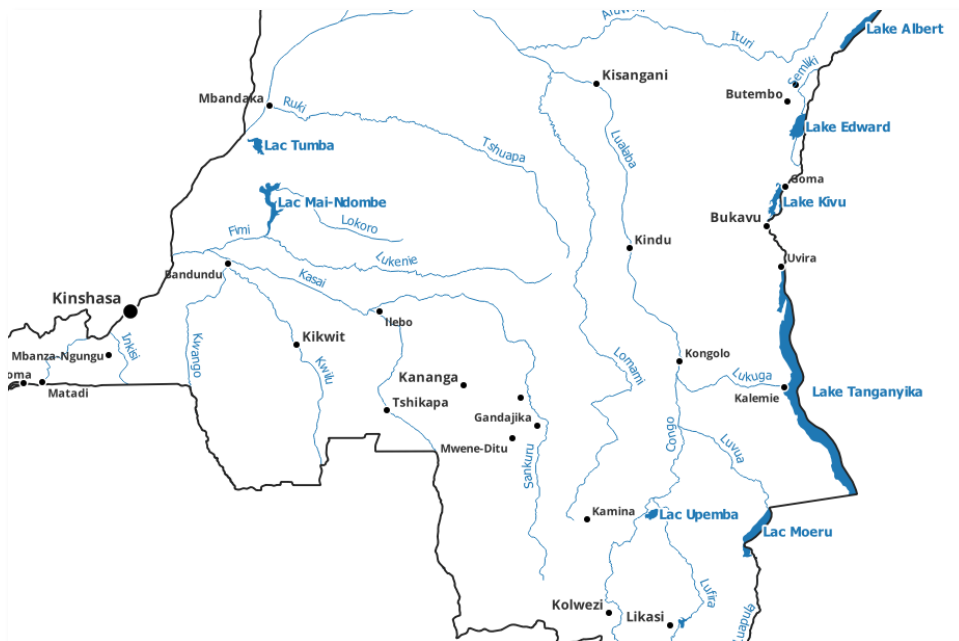 Aruwimi
Lake Albert
Ituri
Kisangani
Semliki
Butembo
Mbandaka
Ruki
Lake Edward
Lac Tumba
Tshuapa
Lualaba
Goma
Lac Mai-Ndombe
Lake Kivu
Bukavu
Lokoro
Fimi
Kindu
Lukenie
Uvira
Bandundu
Kasai
Kinshasa
Ilebo
Inkisi
Kwango
Kikwit
Mbanza-Ngungu
Lomami
Kongolo
Kwilu
oma
Matadi
Kananga
Lukuga
Kalemie
Lake Tanganyika
Tshikapa
Gandajika
Congo
Mwene-Ditu
Luvua
Sankuru
Kamina
Lac Upemba
Lac Moeru
Lufira
Kolwezi
Likasi